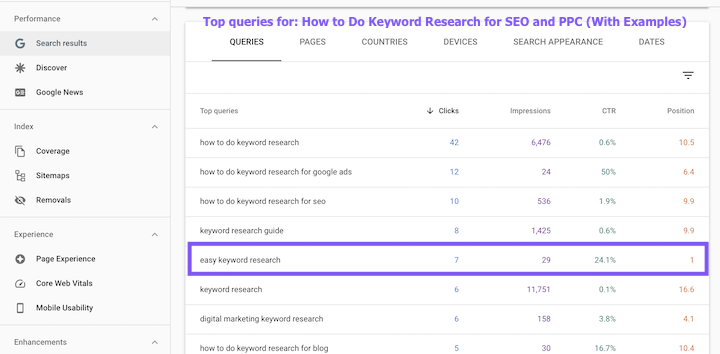 Top queries for: How to Do Keyword Research for SEO and PPC (With Examples)
Performance
Search results
Discover
Google News
Index
Coverage
Sitemaps
Removals
Experience
Page Experience
Core Web Vitals
Mobile Usability
Enhancements
QUERIES PAGES COUNTRIES DEVICES SEARCH APPEARANCE DATES
Top queries Clicks Impressions CTR Position
how to do keyword research 42 6,476 0.6% 10.5
how to do keyword research for google ads 12 24 50% 6.4
how to do keyword research for seo 10 536 1.9% 9.9
keyword research guide 8 1,425 0.6% 9.9
easy keyword research 7 29 24.1% 1
keyword research 6 11,751 0.1% 16.6
digital marketing keyword research 6 158 3.8% 4.1
how to do keyword research for blog 5 30 16.7% 10.4